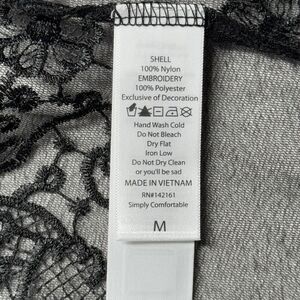 SHELL
100% Nylon
EMBROIDERY
100% Polyester
Exclusive of Decoration
Hand Wash Cold
Do Not Bleach
Dry Flat
Iron Low
Do Not Dry Clean
or you'll be sad
MADE IN VIETNAM
RN#142161
Simply Comfortable
M